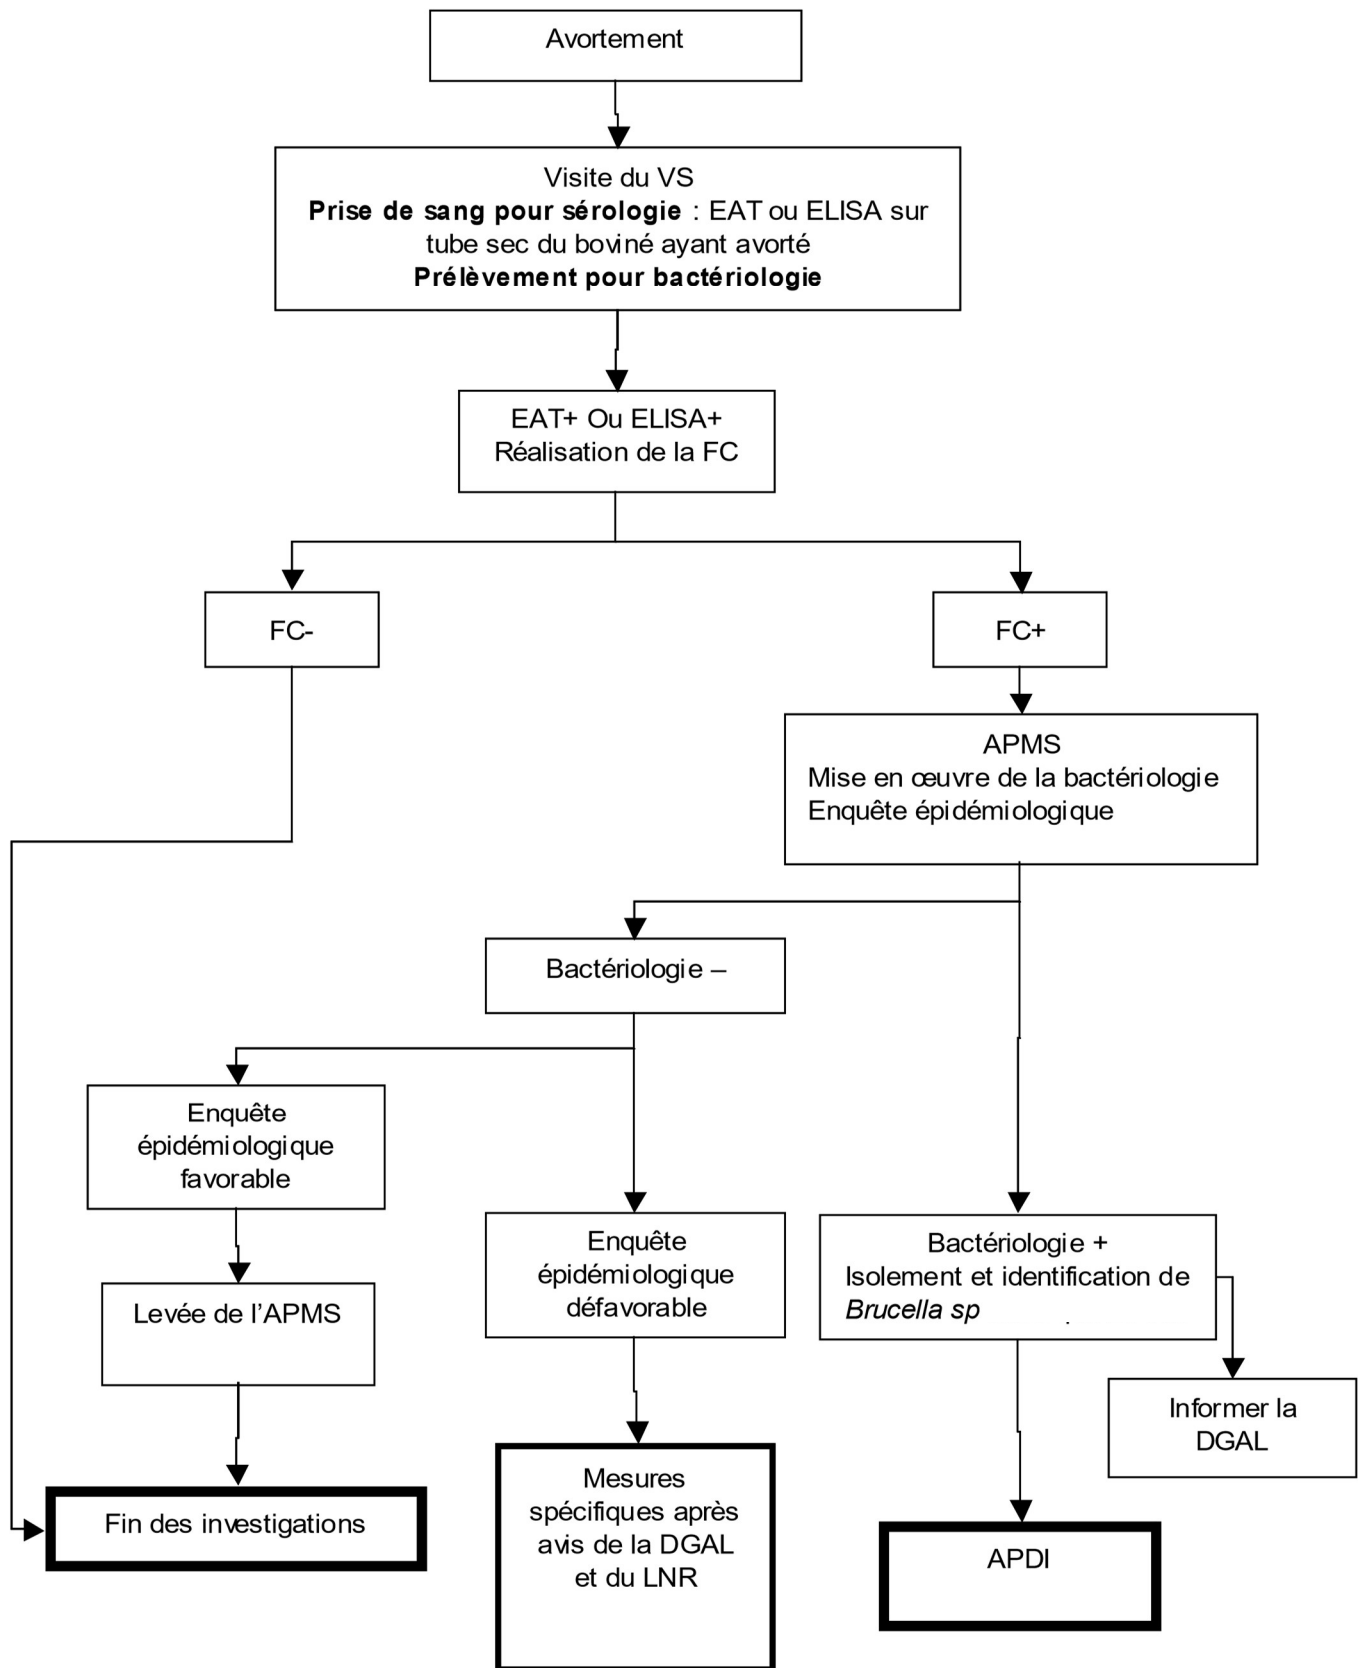 Avortement
Visite du VS
Prise de sang pour sérologie : EAT ou ELISA sur
tube sec du boviné ayant avorté
Prélèvement pour bactériologie
EAT+ Ou ELISA+
Réalisation de la FC
FC-
FC+
APMS
Mise en œuvre de la bactériologie
Enquête épidémiologique
Bactériologie –
Enquête
épidémiologique
favorable
Enquête
épidémiologique
défavorable
Bactériologie +
Isolement et identification de
Brucella sp
Levée de l’APMS
Informer la
DGAL
Mesures
spécifiques après
avis de la DGAL
et du LNR
Fin des investigations
APDI